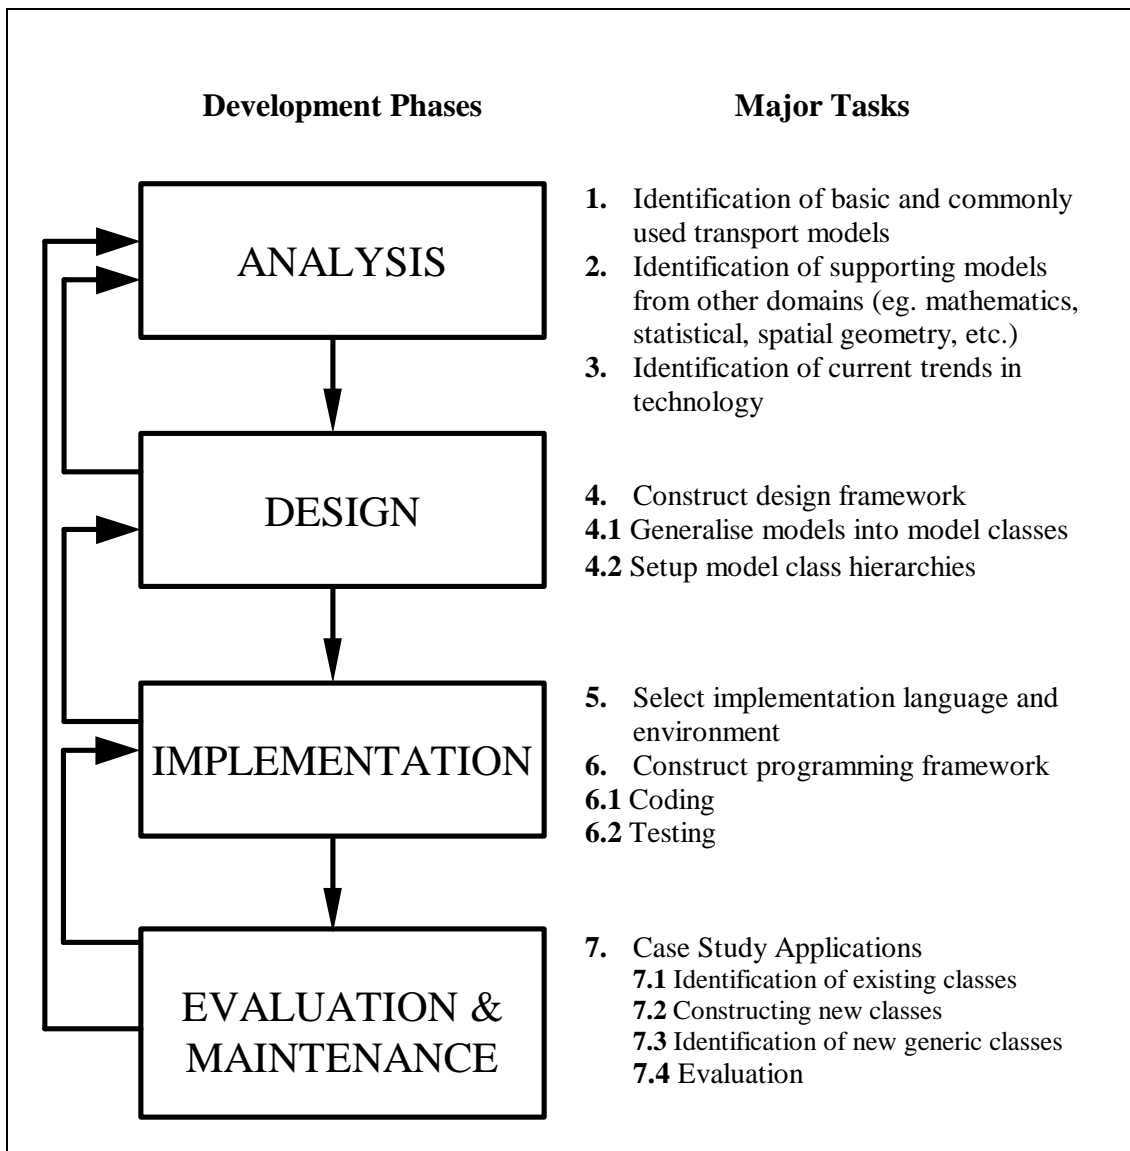 Development Phases
Major Tasks
ANALYSIS
1. Identification of basic and commonly
used transport models
2. Identification of supporting models
from other domains (eg. mathematics,
statistical, spatial geometry, etc.)
3. Identification of current trends in
technology
DESIGN
4. Construct design framework
4.1 Generalise models into model classes
4.2 Setup model class hierarchies
IMPLEMENTATION
5. Select implementation language and
environment
6. Construct programming framework
6.1 Coding
6.2 Testing
EVALUATION &
MAINTENANCE
7. Case Study Applications
7.1 Identification of existing classes
7.2 Constructing new classes
7.3 Identification of new generic classes
7.4 Evaluation